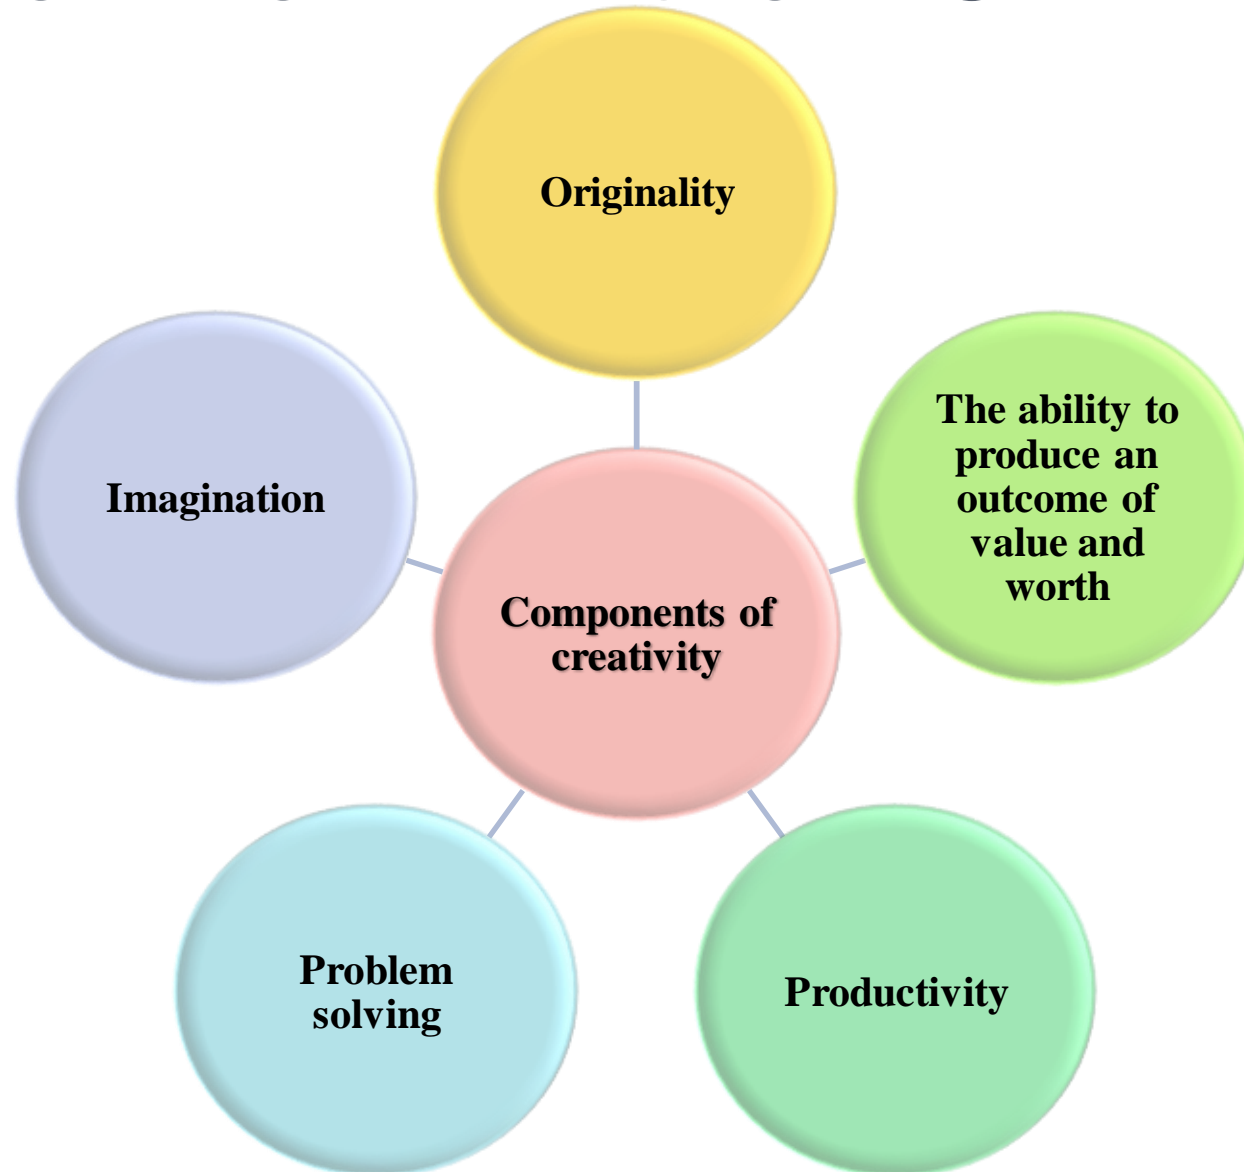 Originality
The ability to
produce an
outcome of
value and
worth
Imagination
Components of
creativity
Problem
solving
Productivity